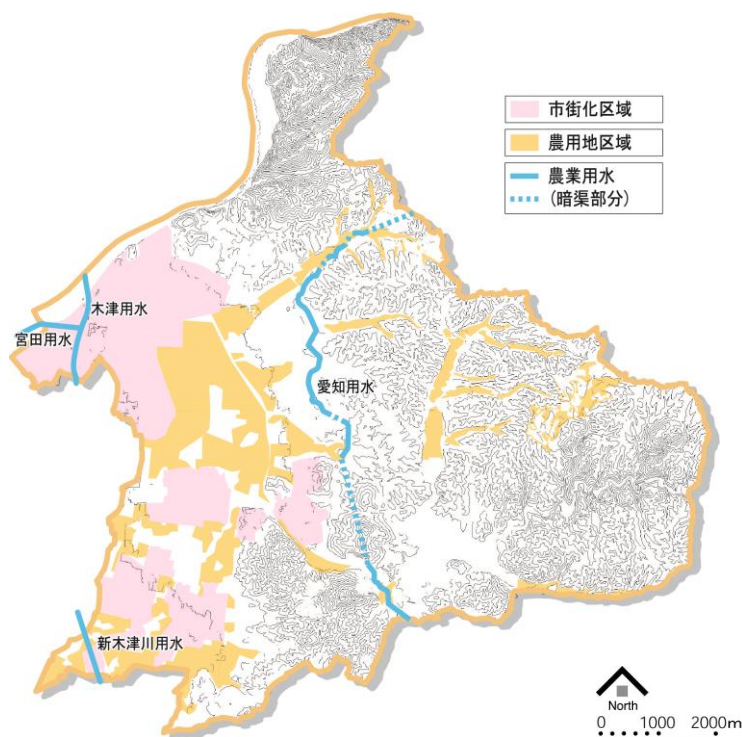 市街化区域
農用地区域
農業用水
(暗渠部分)
木津用水
宮田用水
愛知用水
新木津川用水
North
0 1000 2000m